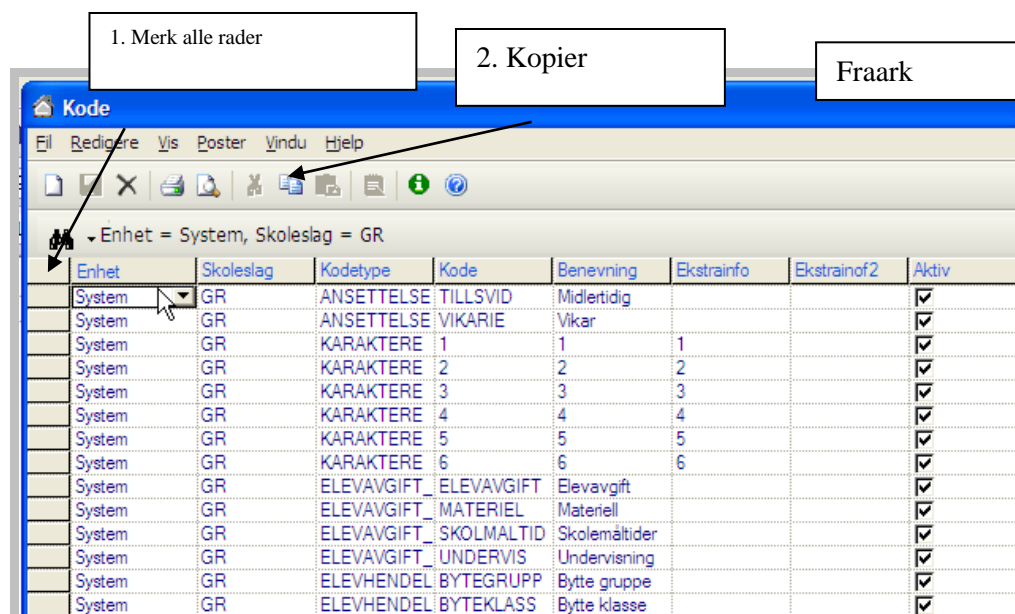 1. Merk alle rader
2. Kopier
Fraark
Kode
Fil Redigere Vis Poster Vindu Hjelp
Enhet = System, Skoleslag = GR
Enhet Skoleslag Kodetype Kode Benevning Ekstrainfo Ekstrainof2 Aktiv
System GR ANSETTELSE TILLSVID Midlertidig
System GR ANSETTELSE VIKARIE Vikar
System GR KARAKTERE 1 1 1
System GR KARAKTERE 2 2 2
System GR KARAKTERE 3 3 3
System GR KARAKTERE 4 4 4
System GR KARAKTERE 5 5 5
System GR KARAKTERE 6 6 6
System GR ELEVAVGIFT_ ELEVAVGIFT Elevavgift
System GR ELEVAVGIFT_ MATERIEL Materiell
System GR ELEVAVGIFT_ SKOLMALTID Skolemåltider
System GR ELEVAVGIFT_ UNDERVIS Undervisning
System GR ELEVHENDEL BYTEGRUPP Bytte gruppe
System GR ELEVHENDEL BYTEKLASS Bytte klasse